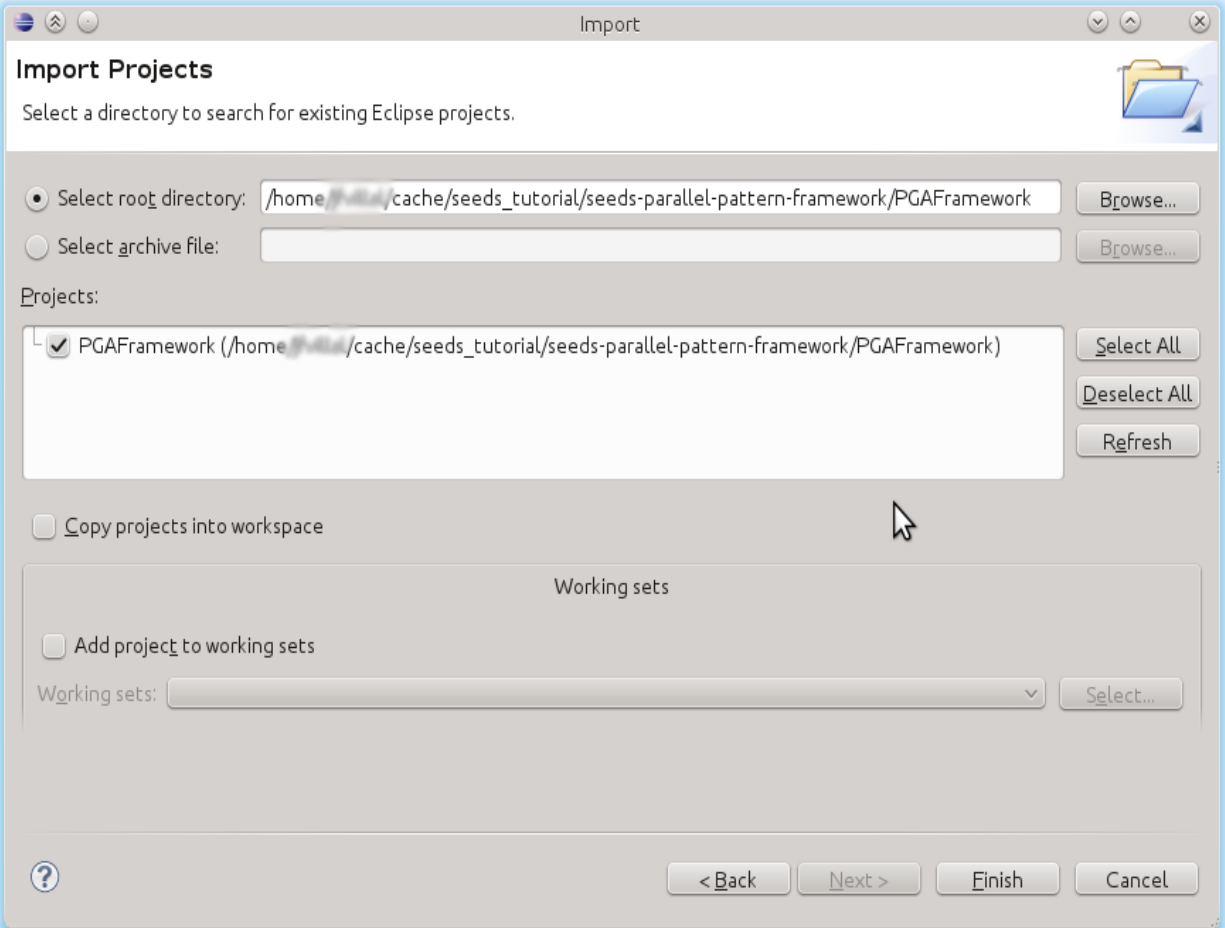 Import
Import Projects
Select a directory to search for existing Eclipse projects.
Select root directory: /home/ /cache/seeds_tutorial/seeds-parallel-pattern-framework/PGAFramework Browse...
Select archive file: Browse...
Projects:
PGAFramework (/home/ /cache/seeds_tutorial/seeds-parallel-pattern-framework/PGAFramework) Select All
Deselect All
Refresh
Copy projects into workspace
Working sets
Add project to working sets
Working sets: Select...
? < Back Next > Finish Cancel